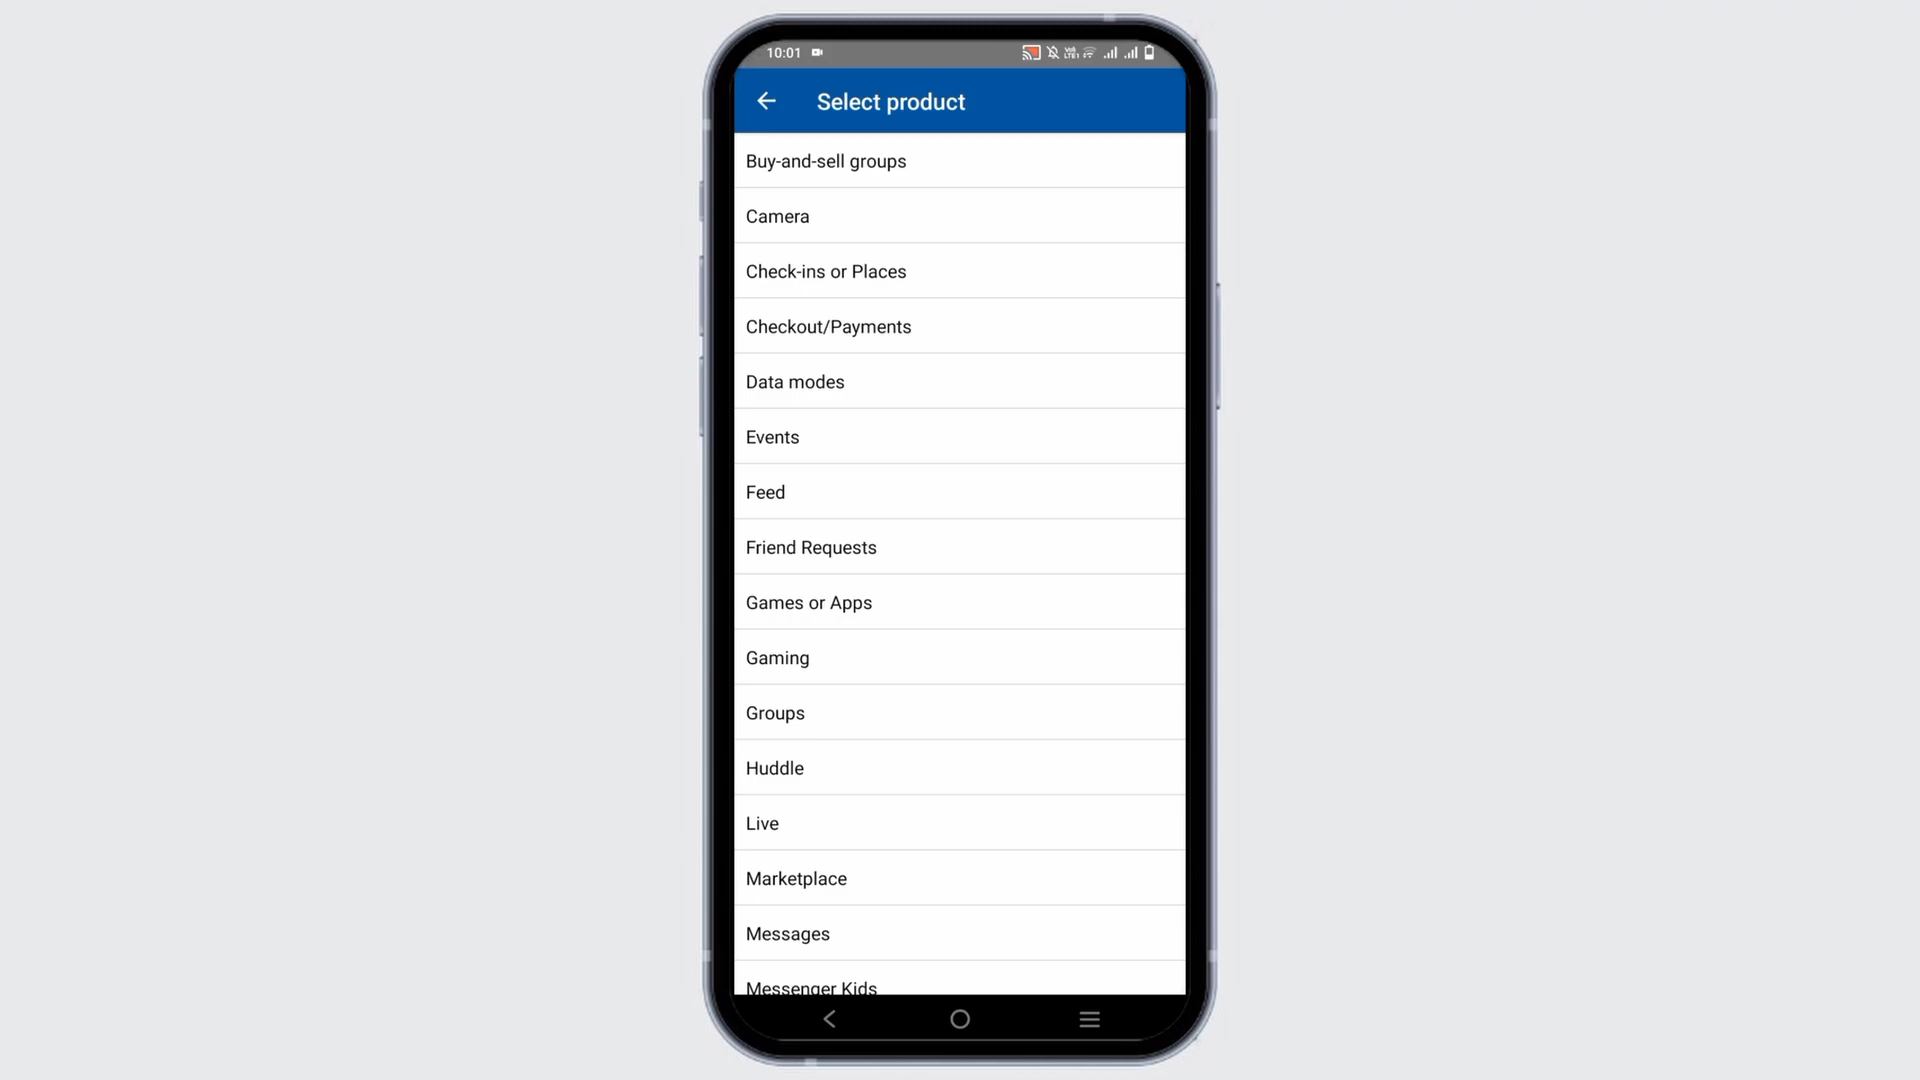 10:01
Select product
Buy-and-sell groups
Camera
Check-ins or Places
Checkout/Payments
Data modes
Events
Feed
Friend Requests
Games or Apps
Gaming
Groups
Huddle
Live
Marketplace
Messages
Messenger Kids